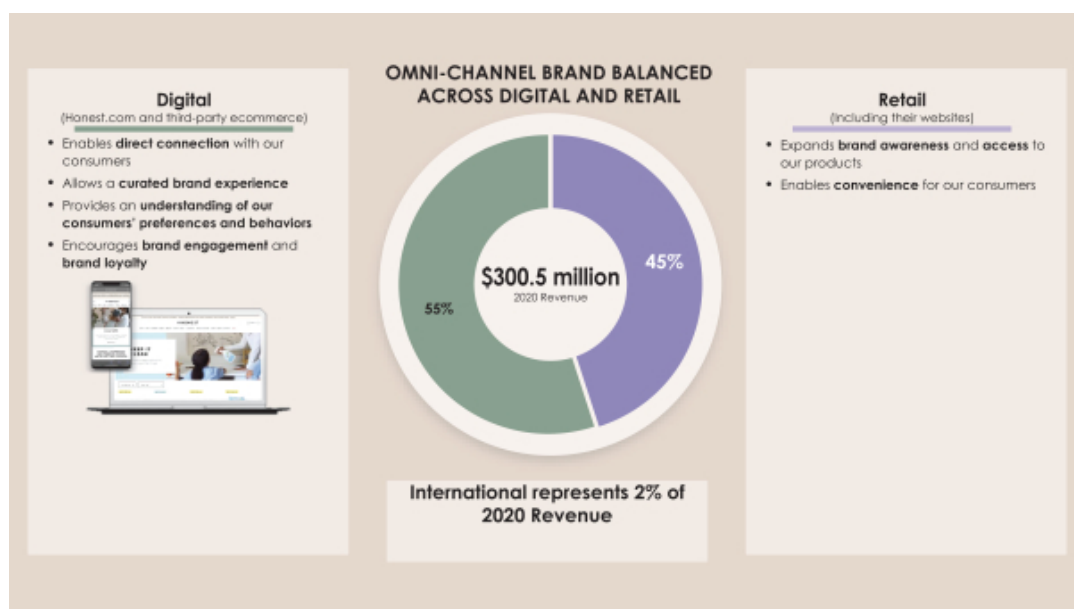 OMNI-CHANNEL BRAND BALANCED
ACROSS DIGITAL AND RETAIL
Digital
(Honest.com and third-party ecommerce)
• Enables direct connection with our
consumers
• Allows a curated brand experience
• Provides an understanding of our
consumers' preferences and behaviors
• Encourages brand engagement and
brand loyalty
55%
$300.5 million
2020 Revenue
45%
International represents 2% of
2020 Revenue
Retail
(including their websites)
• Expands brand awareness and access to
our products
• Enables convenience for our consumers